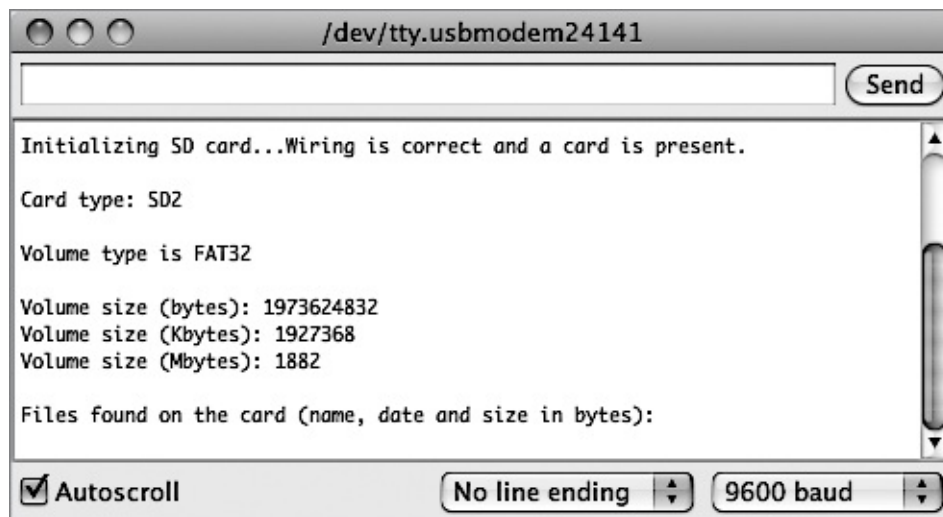 /dev/tty.usbmodem24141
Send
Initializing SD card...Wiring is correct and a card is present.
Card type: SD2
Volume type is FAT32
Volume size (bytes): 1973624832
Volume size (Kbytes): 1927368
Volume size (Mbytes): 1882
Files found on the card (name, date and size in bytes):
Autoscroll
No line ending
9600 baud